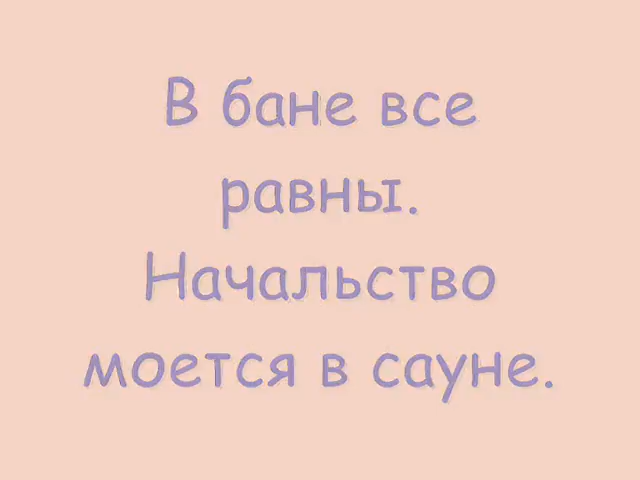 В бане все
равны.
Начальство
моется в сауне.